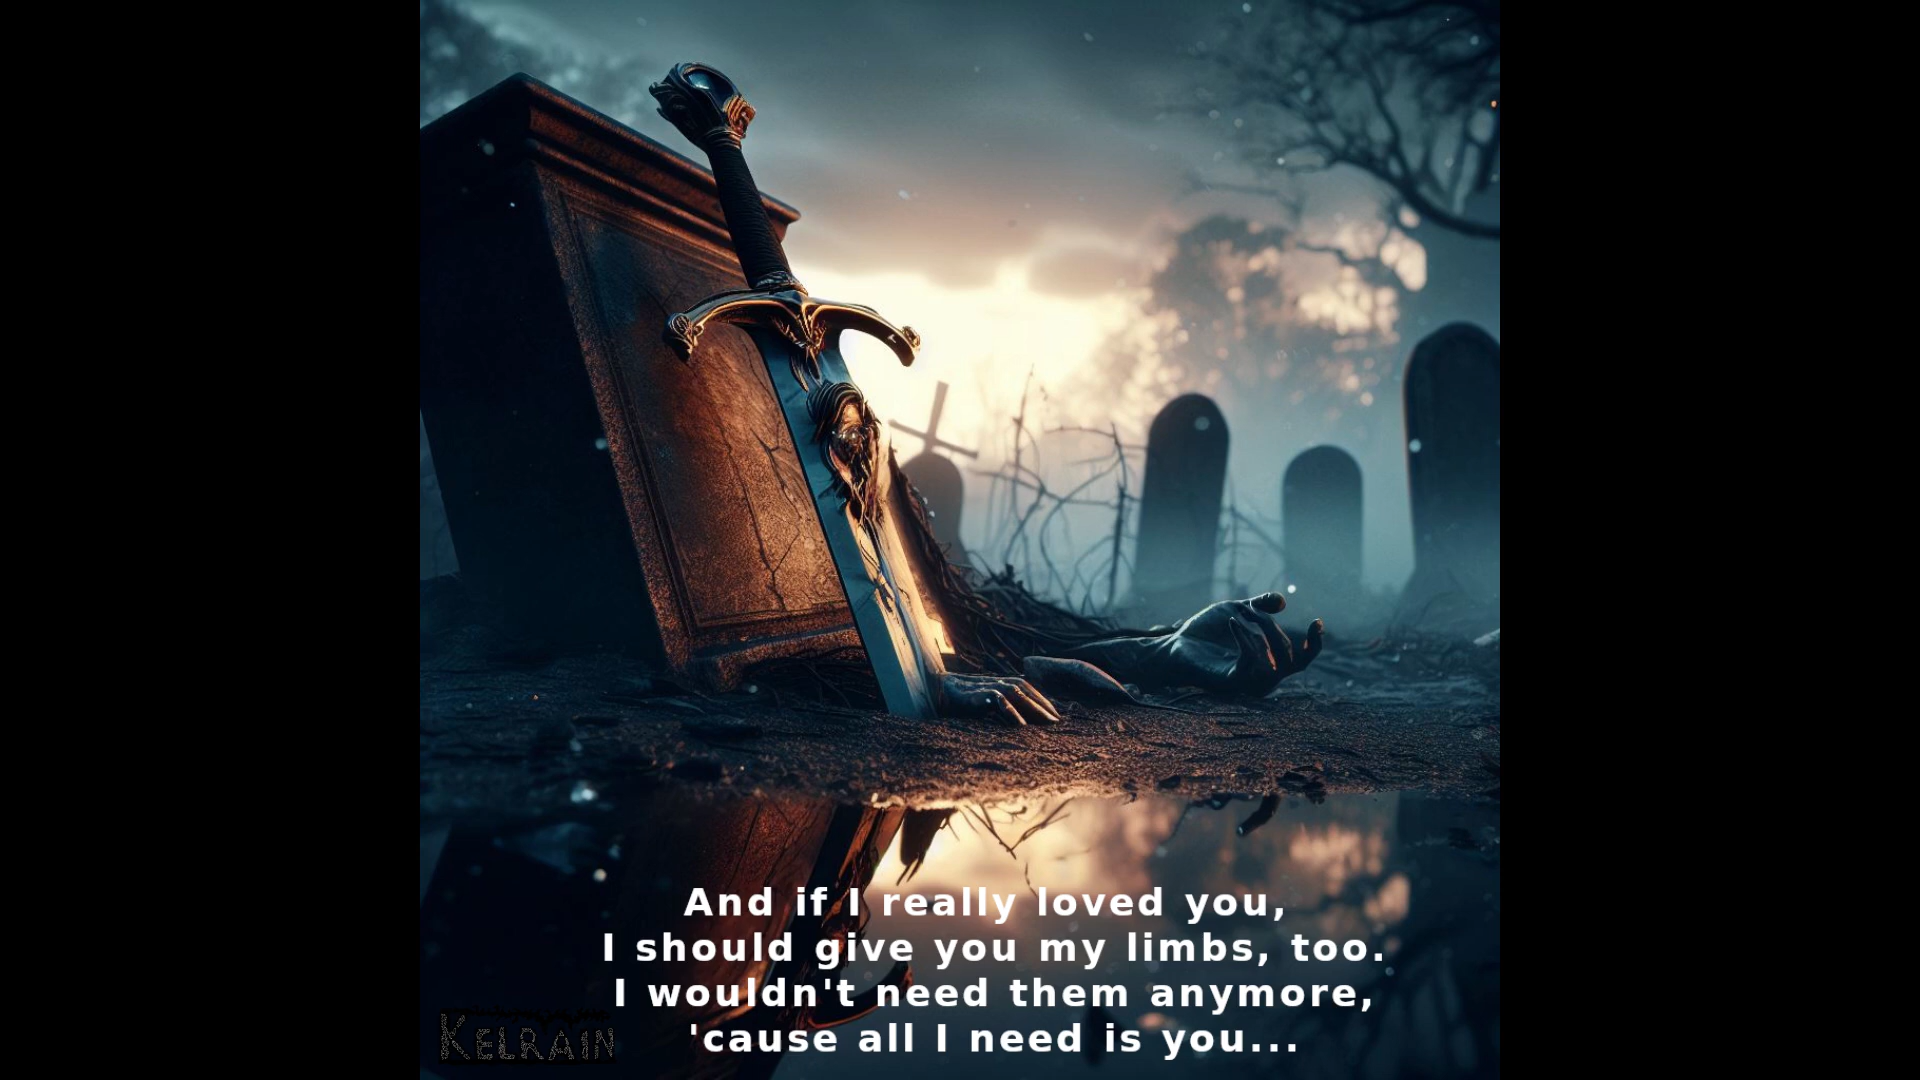 And if I really loved you,
I should give you my limbs, too.
I wouldn't need them anymore,
'cause all I need is you...
KELRAIN